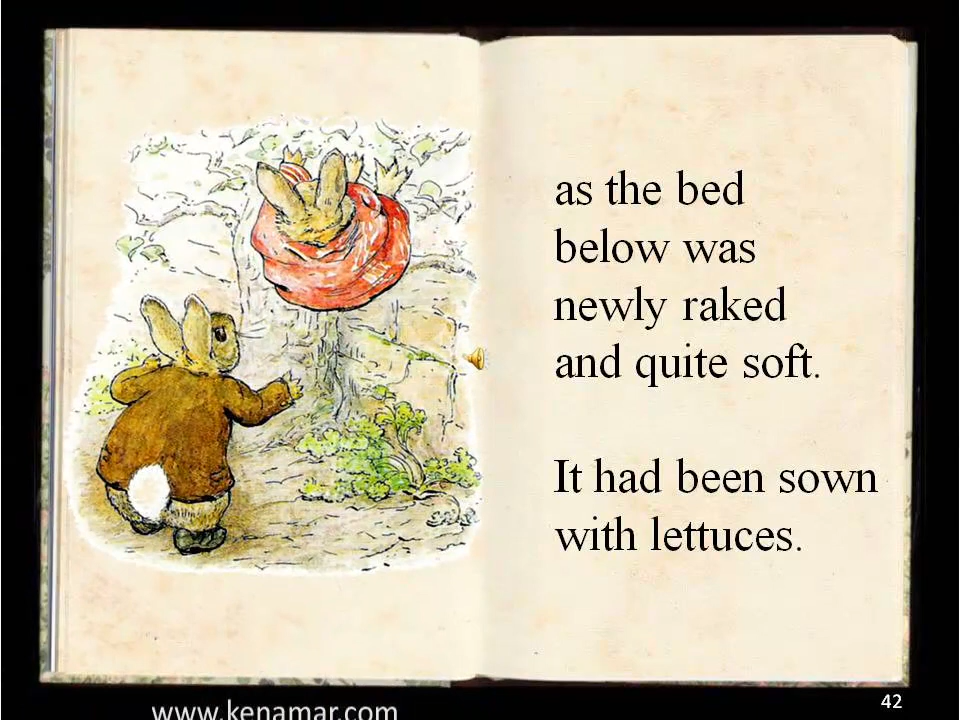 as the bed
below was
newly raked
and quite soft.
It had been sown
with lettuces.
42
www.kenamar.com